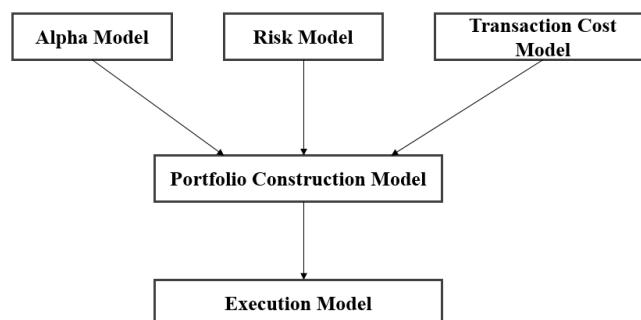 Alpha Model
Risk Model
Transaction Cost
Model
Portfolio Construction Model
Execution Model